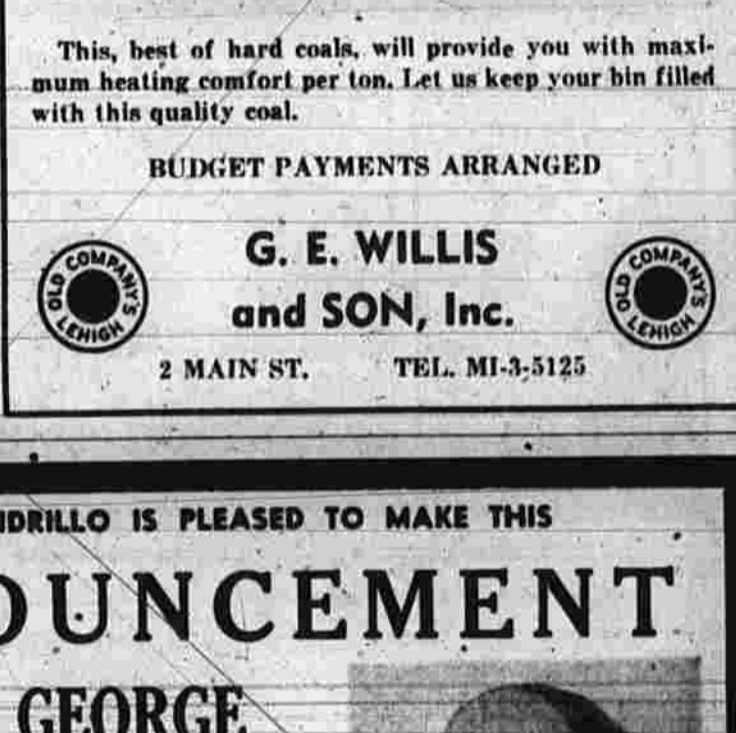 This, best of hard coals, will provide you with maxi-
mum heating comfort per ton. Let us keep your bin filled
with this quality coal.
BUDGET PAYMENTS ARRANGED
G. E. WILLIS
and SON, Inc.
OLD COMPANY'S LEHIGH
OLD COMPANY'S LEHIGH
2 MAIN ST. TEL. MI-3-5125
DRILLO IS PLEASED TO MAKE THIS
OUNCEMENT
GEORGE